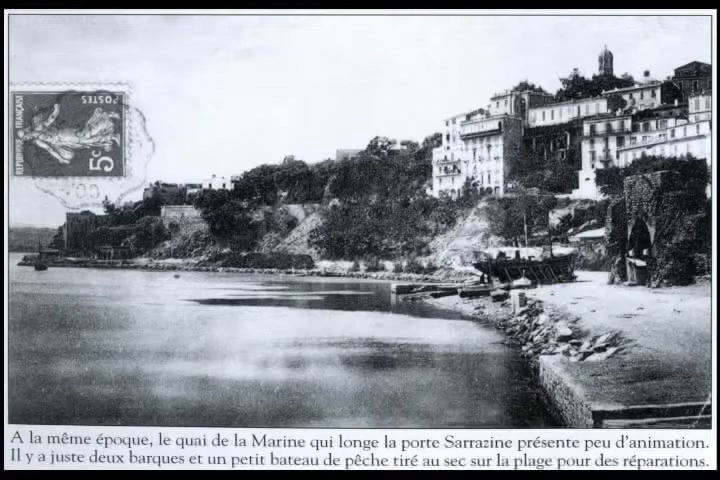 POSTES
RÉPUBLIQUE FRANÇAISE
5c
A la même époque, le quai de la Marine qui longe la porte Sarrazine présente peu d'animation.
Il y a juste deux barques et un petit bateau de pêche tiré au sec sur la plage pour des réparations.